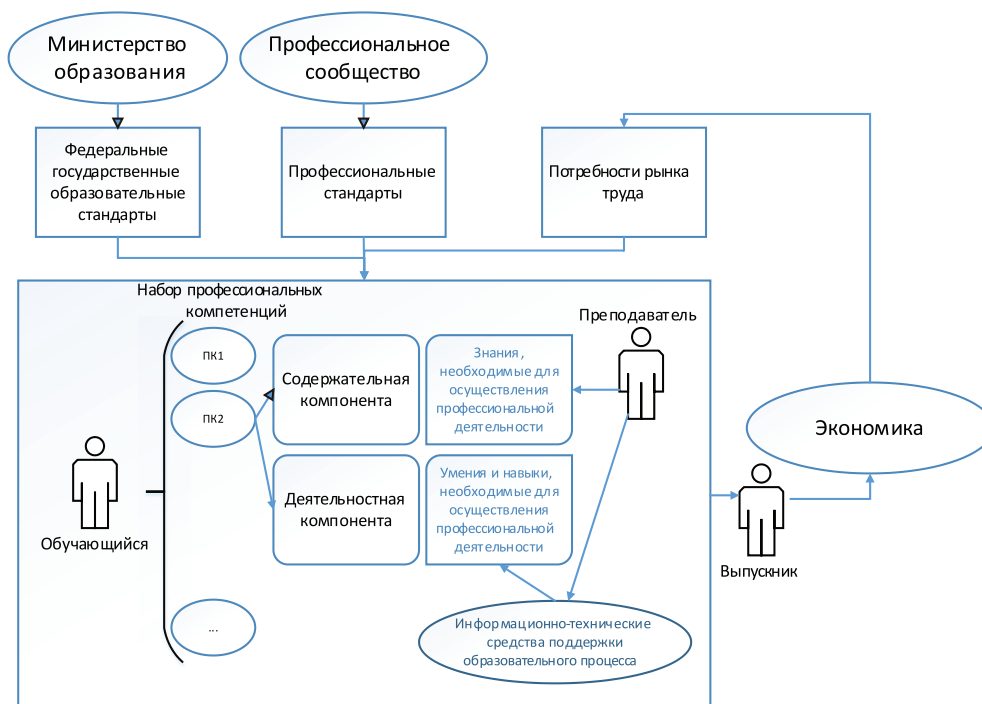 Министерство
образования
Профессиональное
сообщество
Федеральные
государственные
образовательные
стандарты
Профессиональные
стандарты
Потребности рынка
труда
Набор профессиональных
компетенций
ПК1
ПК2
...
Обучающийся
Содержательная
компонента
Деятельностная
компонента
Знания,
необходимые для
осуществления
профессиональной
деятельности
Умения и навыки,
необходимые для
осуществления
профессиональной
деятельности
Преподаватель
Информационно-технические
средства поддержки
образовательного процесса
Выпускник
Экономика